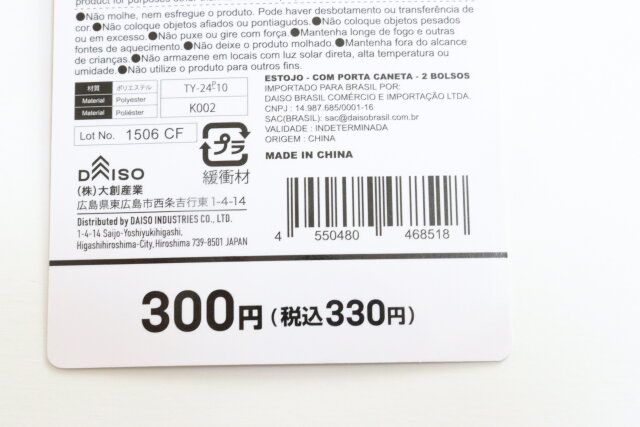 product for purposes other
●Não molhe, nem esfregue o produto. Pode haver desbotamento ou transferência de
cor.●Não coloque objetos afiados ou pontiagudos.●Não coloque objetos pesados
ou em excesso.●Não puxe ou gire com força.●Mantenha longe de fogo e outras
fontes de aquecimento.●Não deixe o produto molhado.●Mantenha fora do alcance
de crianças.●Não armazene em locais com luz solar direta, alta temperatura ou
umidade.●Não utilize o produto para outros fins.
材質 ポリエステル
Material Polyester
Material Poliéster
TY-24P10
K002
Lot No. 1506 CF
プラ
緩衝材
DAISO
(株)大創産業
広島県東広島市西条吉行東1-4-14
Distributed by DAISO INDUSTRIES CO., LTD.
1-4-14 Saijo-Yoshiyukihigashi,
Higashihiroshima-City, Hiroshima 739-8501 JAPAN
ESTOJO - COM PORTA CANETA - 2 BOLSOS
IMPORTADO PARA BRASIL POR:
DAISO BRASIL COMÉRCIO E IMPORTAÇÃO LTDA.
CNPJ : 14.987.685/0001-16
SAC(BRASIL): sac@daisobrasil.com.br
VALIDADE : INDETERMINADA
ORIGEM : CHINA
MADE IN CHINA
4 550480 468518
300円(税込330円)